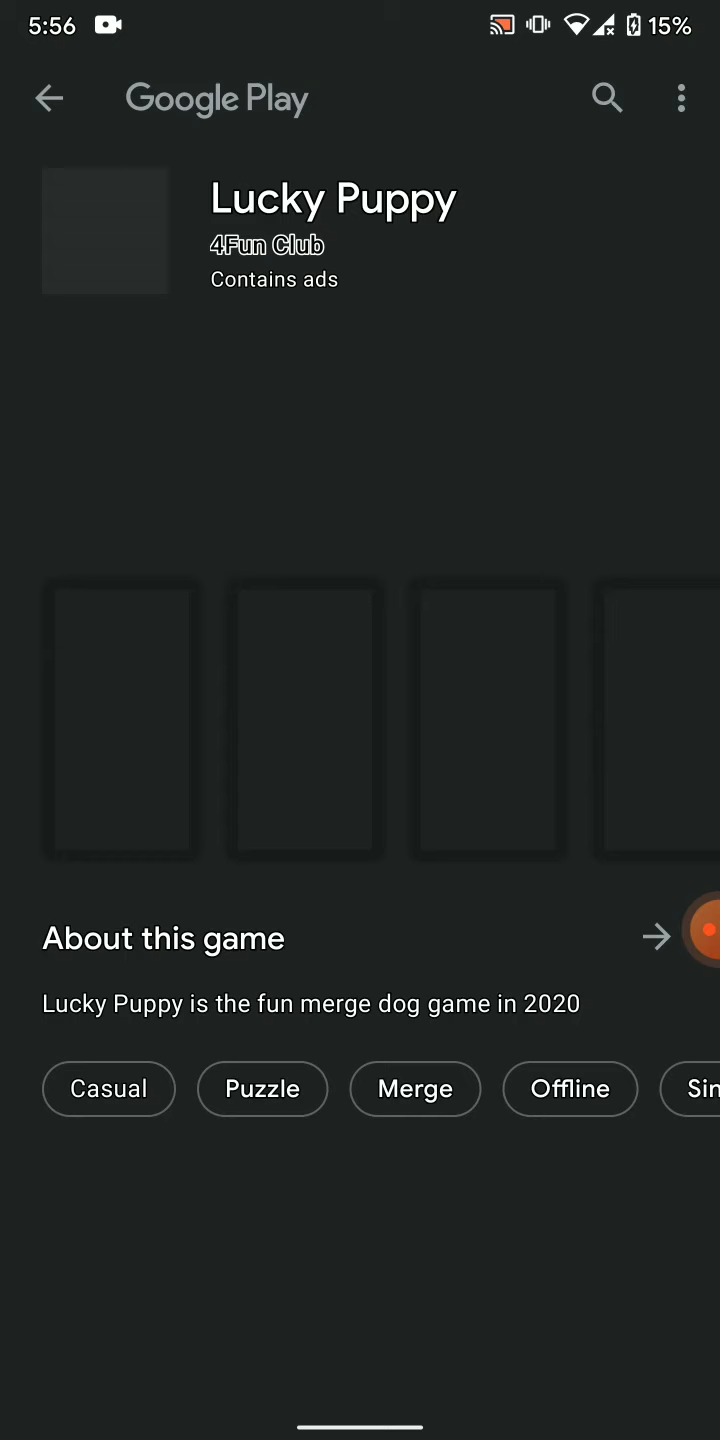 5:56
15%
Google Play
Lucky Puppy
4Fun Club
Contains ads
About this game
Lucky Puppy is the fun merge dog game in 2020
Casual
Puzzle
Merge
Offline
Sin